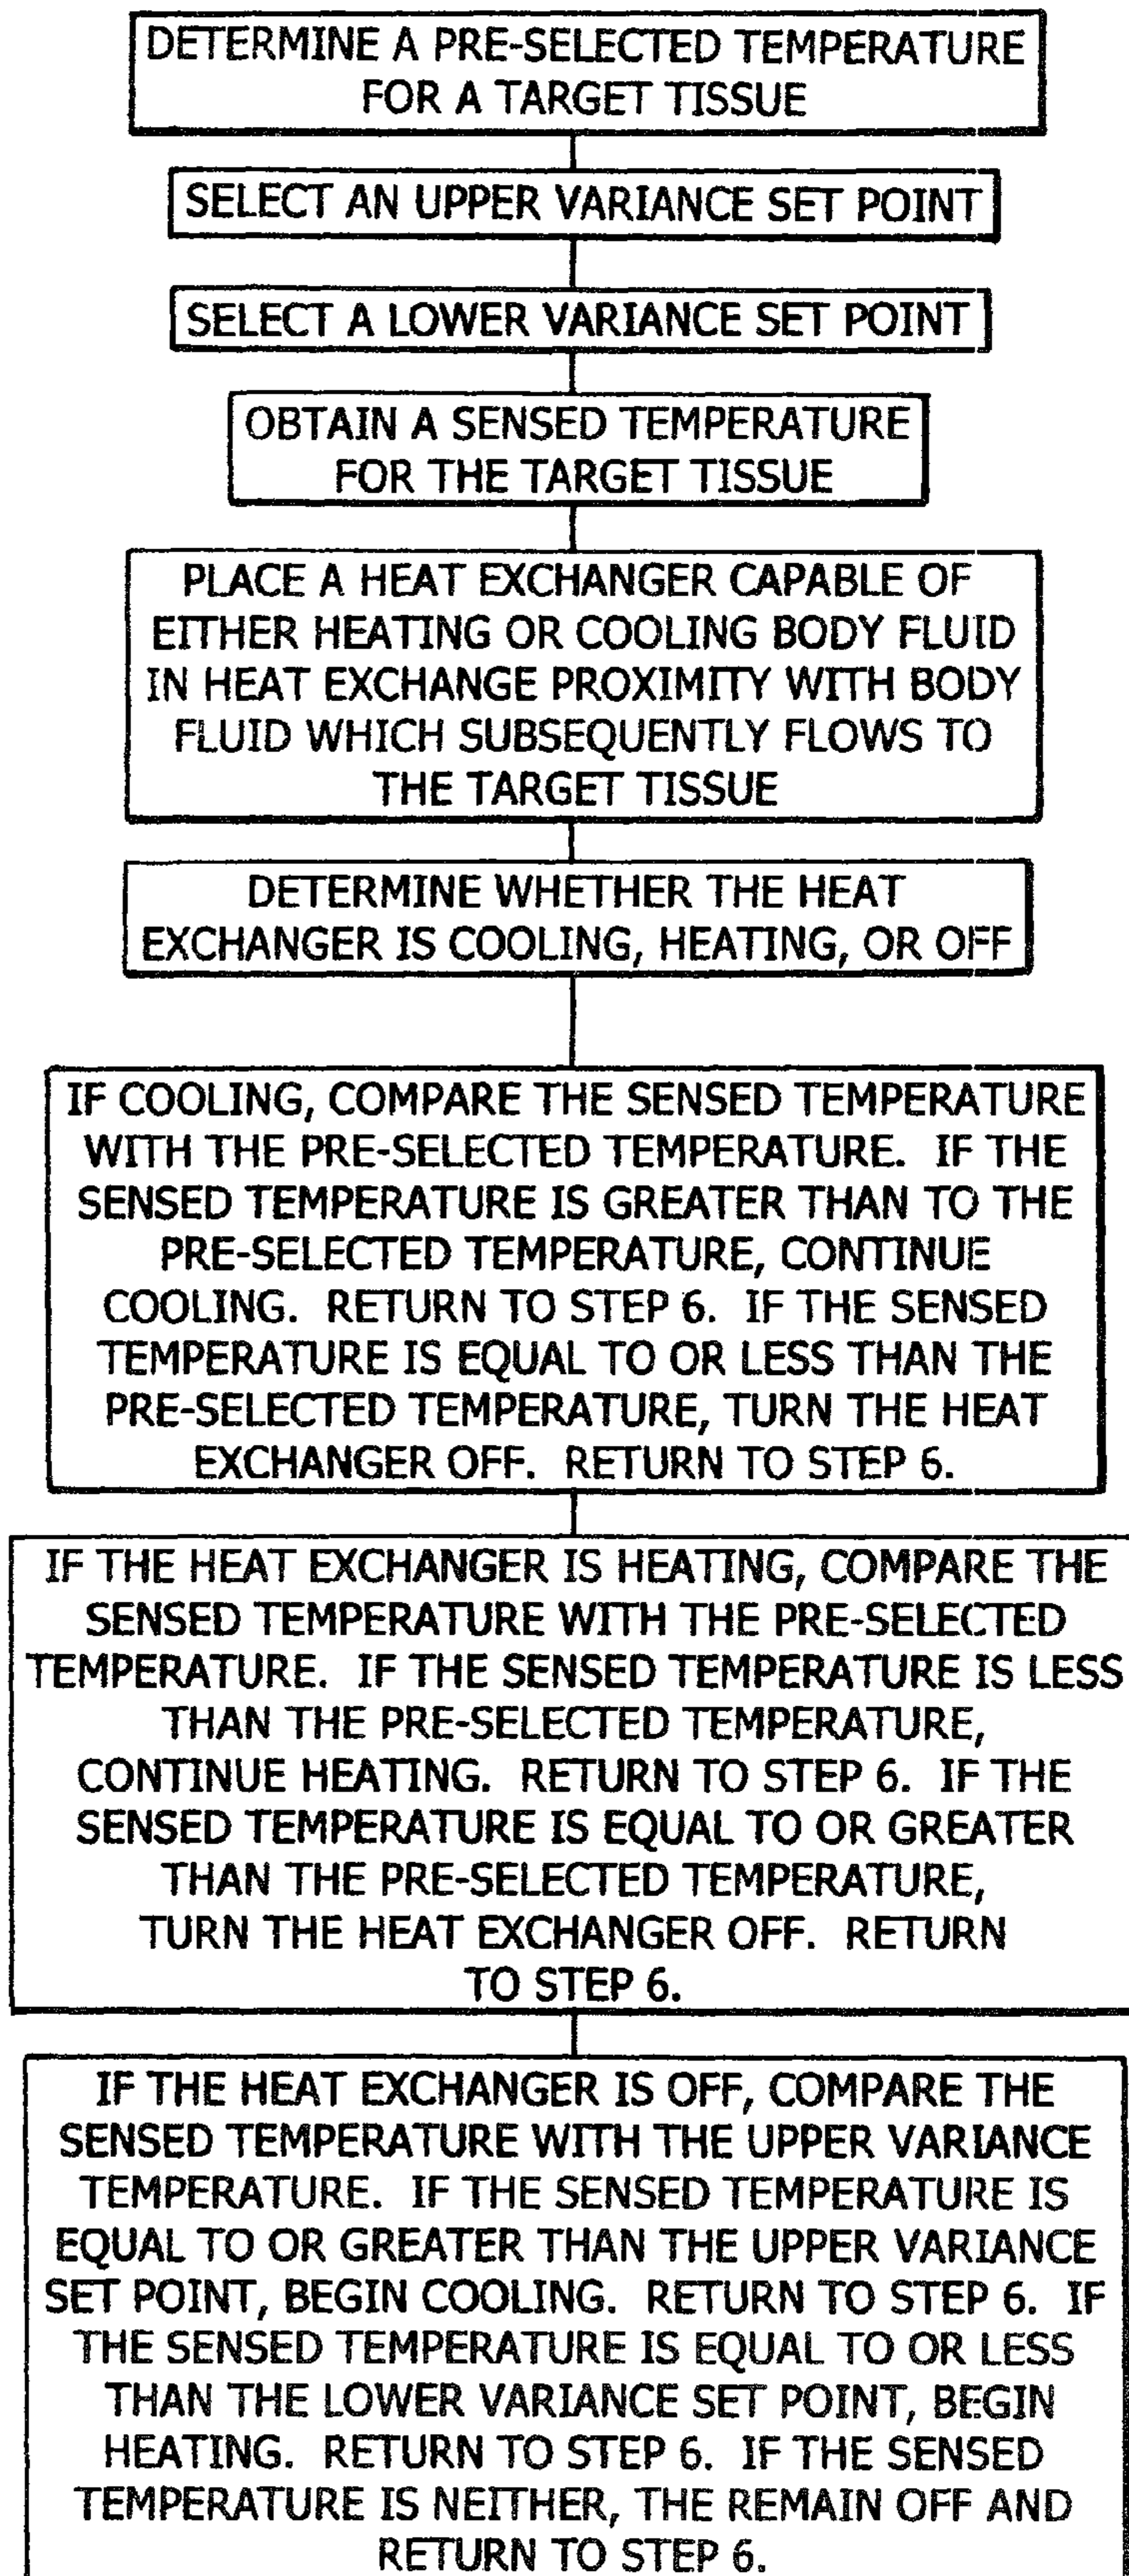 DETERMINE A PRE-SELECTED TEMPERATURE
FOR A TARGET TISSUE
SELECT AN UPPER VARIANCE SET POINT
SELECT A LOWER VARIANCE SET POINT
OBTAIN A SENSED TEMPERATURE
FOR THE TARGET TISSUE
PLACE A HEAT EXCHANGER CAPABLE OF
EITHER HEATING OR COOLING BODY FLUID
IN HEAT EXCHANGE PROXIMITY WITH BODY
FLUID WHICH SUBSEQUENTLY FLOWS TO
THE TARGET TISSUE
DETERMINE WHETHER THE HEAT
EXCHANGER IS COOLING, HEATING, OR OFF
IF COOLING, COMPARE THE SENSED TEMPERATURE
WITH THE PRE-SELECTED TEMPERATURE. IF THE
SENSED TEMPERATURE IS GREATER THAN TO THE
PRE-SELECTED TEMPERATURE, CONTINUE
COOLING. RETURN TO STEP 6. IF THE SENSED
TEMPERATURE IS EQUAL TO OR LESS THAN THE
PRE-SELECTED TEMPERATURE, TURN THE HEAT
EXCHANGER OFF. RETURN TO STEP 6.
IF THE HEAT EXCHANGER IS HEATING, COMPARE THE
SENSED TEMPERATURE WITH THE PRE-SELECTED
TEMPERATURE. IF THE SENSED TEMPERATURE IS LESS
THAN THE PRE-SELECTED TEMPERATURE,
CONTINUE HEATING. RETURN TO STEP 6. IF THE
SENSED TEMPERATURE IS EQUAL TO OR GREATER
THAN THE PRE-SELECTED TEMPERATURE,
TURN THE HEAT EXCHANGER OFF. RETURN
TO STEP 6.
IF THE HEAT EXCHANGER IS OFF, COMPARE THE
SENSED TEMPERATURE WITH THE UPPER VARIANCE
TEMPERATURE. IF THE SENSED TEMPERATURE IS
EQUAL TO OR GREATER THAN THE UPPER VARIANCE
SET POINT, BEGIN COOLING. RETURN TO STEP 6. IF
THE SENSED TEMPERATURE IS EQUAL TO OR LESS
THAN THE LOWER VARIANCE SET POINT, BEGIN
HEATING. RETURN TO STEP 6. IF THE SENSED
TEMPERATURE IS NEITHER, THE REMAIN OFF AND
RETURN TO STEP 6.